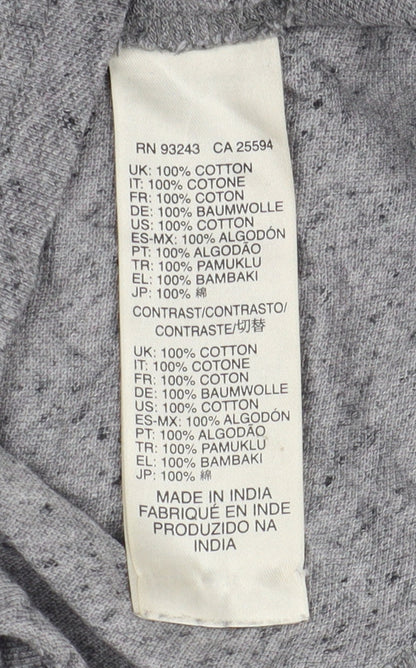 RN 93243 CA 25594
UK: 100% COTTON
IT: 100% COTONE
FR: 100% COTON
DE: 100% BAUMWOLLE
US: 100% COTTON
ES-MX: 100% ALGODÓN
PT: 100% ALGODÃO
TR: 100% PAMUKLU
EL: 100% BAMBAKI
JP: 100% 綿
CONTRAST/CONTRASTO/
CONTRASTE/切替
UK: 100% COTTON
IT: 100% COTONE
FR: 100% COTON
DE: 100% BAUMWOLLE
US: 100% COTTON
ES-MX: 100% ALGODÓN
PT: 100% ALGODÃO
TR: 100% PAMUKLU
EL: 100% BAMBAKI
JP: 100% 綿
MADE IN INDIA
FABRIQUÉ EN INDE
PRODUZIDO NA
INDIA